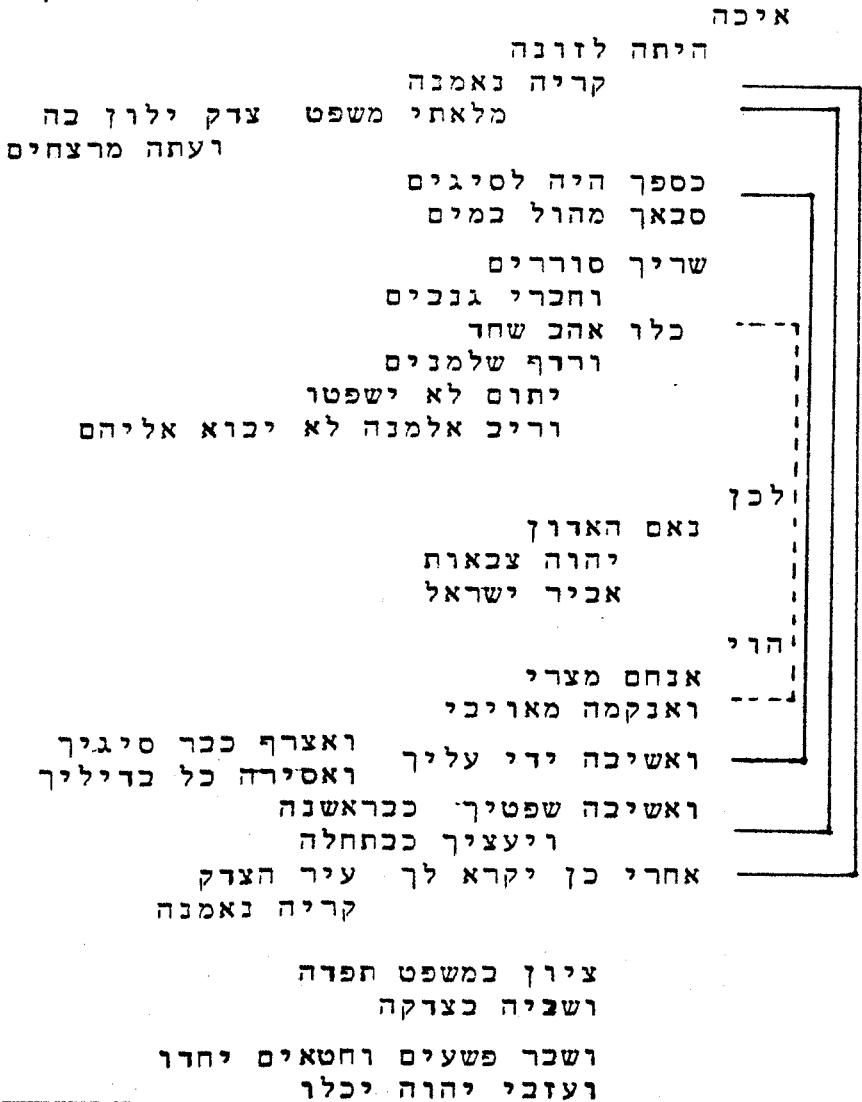 איכה
היתה לזונה
קריה נאמנה
מלאתי משפט צדק ילון בה
ועתה מרצחים
כספך היה לסיגים
סבאך מהול במים
שריך סוררים
וחברי גנבים
כלו אהב שחד
ורדף שלמנים
יתום לא ישפטו
וריב אלמנה לא יבוא אליהם
לכן
נאם האדון
יהוה צבאות
אביר ישראל
הוי
אנחם מצרי
ואנקמה מאויבי
ואשיבה ידי עליך ואצרף כבר סיגיך
ואסירה כל בדיליך
ואשיבה שפטיך כבראשנה
ויעציך כבתחלה
אחרי כן יקרא לך עיר הצדק
קריה נאמנה
ציון במשפט תפדה
ושביה בצדקה
ושבר פשעים וחטאים יחדו
ועזבי יהוה יכלו